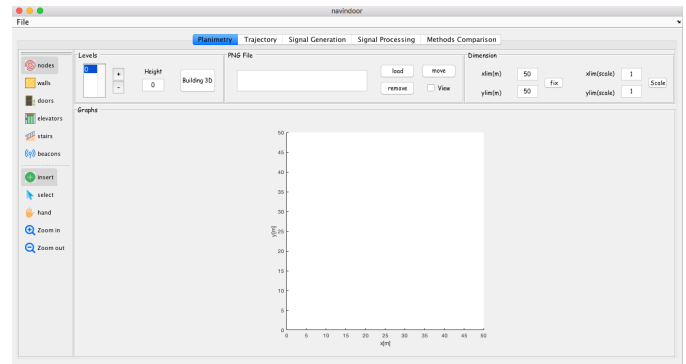 navindoor
File
Planimetry Trajectory Signal Generation Signal Processing Methods Comparison
nodes
walls
doors
elevators
stairs
beacons
insert
select
hand
Zoom in
Zoom out
Levels
0
+
-
Height
0
Building 3D
PNG File
load move
remove View
Dimension
xlim(m) 50 fix xlim(scale) 1 Scale
ylim(m) 50 ylim(scale) 1
Graphs
50
45
40
35
30
25
20
15
10
5
0
y[m]
0 5 10 15 20 25 30 35 40 45 50
x[m]